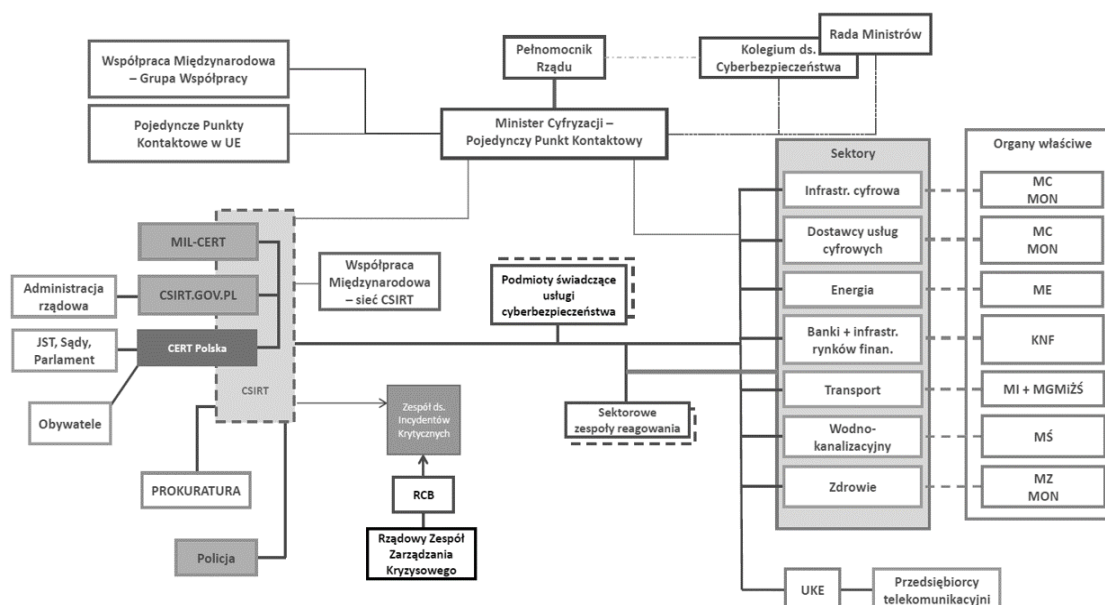 Rada Ministrów
Pełnomocnik
Rządu
Kolegium ds.
Cyberbezpieczeństwa
Współpraca Międzynarodowa
– Grupa Współpracy
Pojedyncze Punkty
Kontaktowe w UE
Minister Cyfryzacji –
Pojedynczy Punkt Kontaktowy
Sektory
Organy właściwe
Infrastr. cyfrowa
MC
MON
Dostawcy usług
cyfrowych
MC
MON
Energia
ME
Banki + infrastr.
rynków finan.
KNF
Transport
MI + MGMiŻŚ
Wodno-
kanalizacyjny
MŚ
Zdrowie
MZ
MON
MIL-CERT
Administracja
rządowa
CSIRT.GOV.PL
JST, Sądy,
Parlament
CERT Polska
CSIRT
Obywatele
Współpraca
Międzynarodowa
– sieć CSIRT
Podmioty świadczące
usługi
cyberbezpieczeństwa
Sektorowe
zespoły reagowania
Zespół ds.
Incydentów
Krytycznych
PROKURATURA
RCB
Rządowy Zespół
Zarządzania
Kryzysowego
Policja
UKE
Przedsiębiorcy
telekomunikacyjni